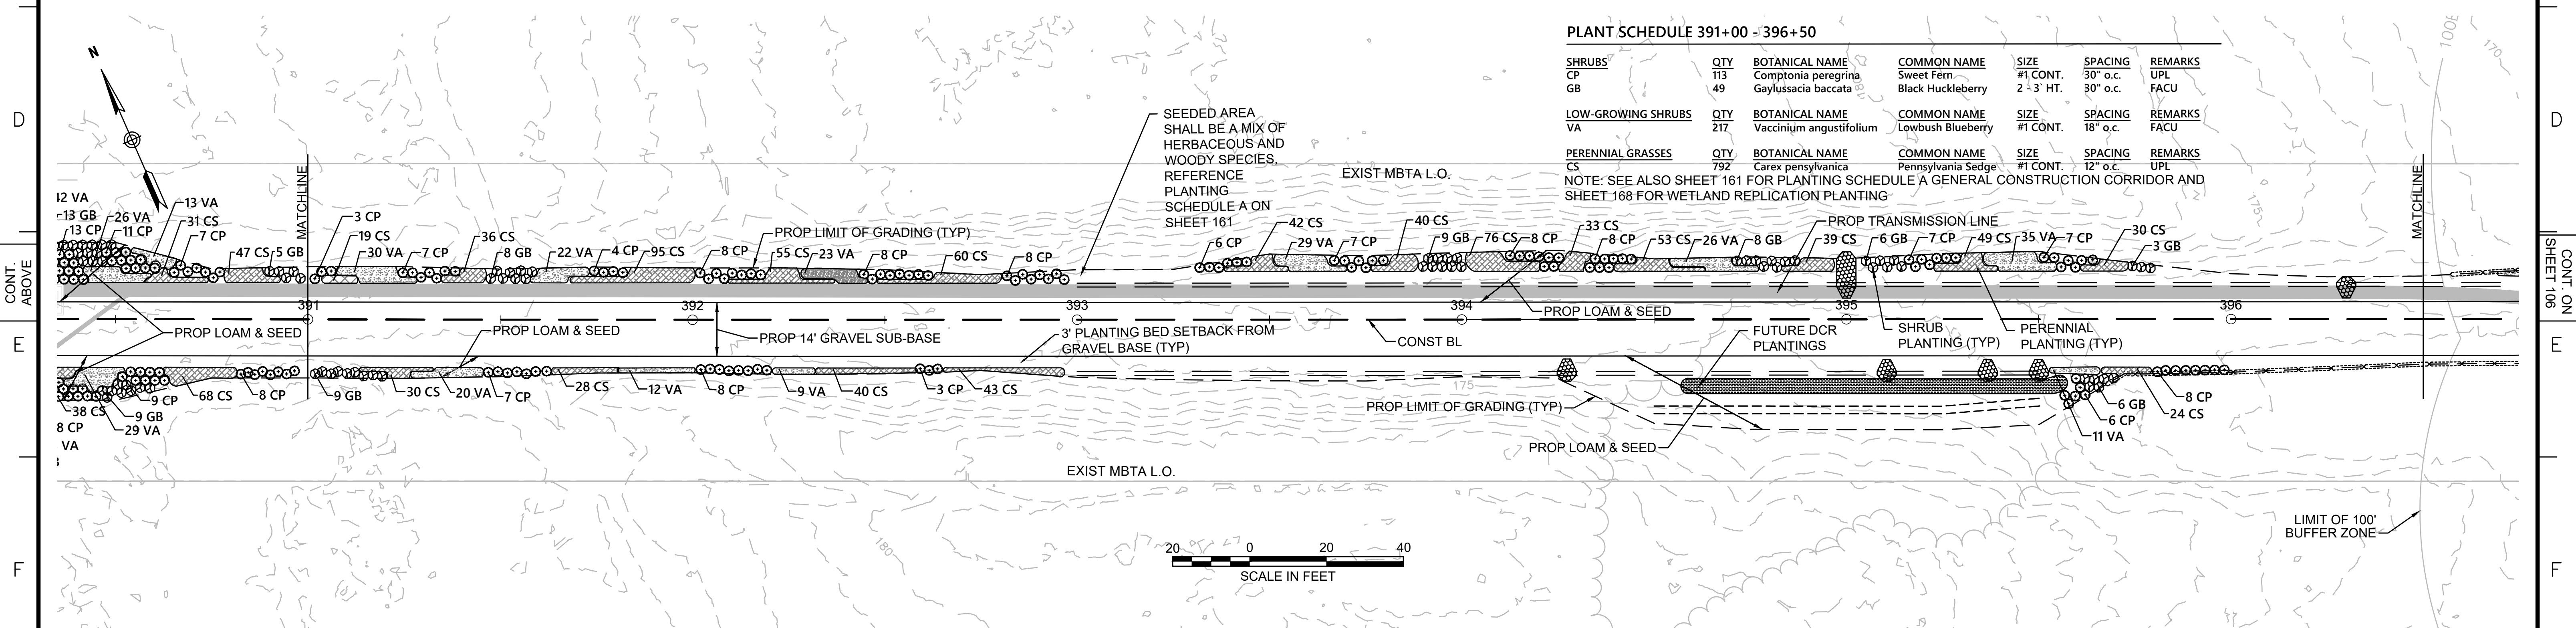 PLANT SCHEDULE 391+00 - 396+50
SHRUBS QTY BOTANICAL NAME COMMON NAME SIZE SPACING REMARKS
CP 113 Comptonia peregrina Sweet Fern #1 CONT. 30" o.c. UPL
GB 49 Gaylussacia baccata Black Huckleberry 2 - 3' HT. 30" o.c. FACU
LOW-GROWING SHRUBS QTY BOTANICAL NAME COMMON NAME SIZE SPACING REMARKS
VA 217 Vaccinium angustifolium Lowbush Blueberry #1 CONT. 18" o.c. FACU
PERENNIAL GRASSES QTY BOTANICAL NAME COMMON NAME SIZE SPACING REMARKS
CS 792 Carex pensylvanica Pennsylvania Sedge #1 CONT. 12" o.c. UPL
NOTE: SEE ALSO SHEET 161 FOR PLANTING SCHEDULE A GENERAL CONSTRUCTION CORRIDOR AND
SHEET 168 FOR WETLAND REPLICATION PLANTING
N
D
D
E
E
F
F
CONT.
ABOVE
CONT. ON
SHEET 106
MATCHLINE
MATCHLINE
SEEDED AREA
SHALL BE A MIX OF
HERBACEOUS AND
WOODY SPECIES,
REFERENCE
PLANTING
SCHEDULE A ON
SHEET 161
EXIST MBTA L.O.
42 VA
13 GB
13 CP
26 VA
11 CP
13 VA
31 CS
7 CP
47 CS
5 GB
3 CP
19 CS
30 VA
7 CP
36 CS
8 GB
22 VA
4 CP
95 CS
8 CP
PROP LIMIT OF GRADING (TYP)
55 CS
23 VA
8 CP
60 CS
8 CP
6 CP
42 CS
29 VA
7 CP
40 CS
9 GB
76 CS
8 CP
33 CS
8 CP
53 CS
26 VA
8 GB
PROP TRANSMISSION LINE
39 CS
6 GB
7 CP
49 CS
35 VA
7 CP
30 CS
3 GB
391
392
393
394
395
396
PROP LOAM & SEED
PROP LOAM & SEED
PROP 14' GRAVEL SUB-BASE
3' PLANTING BED SETBACK FROM
GRAVEL BASE (TYP)
CONST BL
PROP LOAM & SEED
FUTURE DCR
PLANTINGS
SHRUB
PLANTING (TYP)
PERENNIAL
PLANTING (TYP)
38 CS
8 CP
VA
9 CP
9 GB
29 VA
68 CS
8 CP
9 GB
30 CS
20 VA
7 CP
28 CS
12 VA
8 CP
9 VA
40 CS
3 CP
43 CS
175
PROP LIMIT OF GRADING (TYP)
PROP LOAM & SEED
8 CP
6 GB
24 CS
6 CP
11 VA
EXIST MBTA L.O.
LIMIT OF 100'
BUFFER ZONE
180
175
170
20 0 20 40
SCALE IN FEET